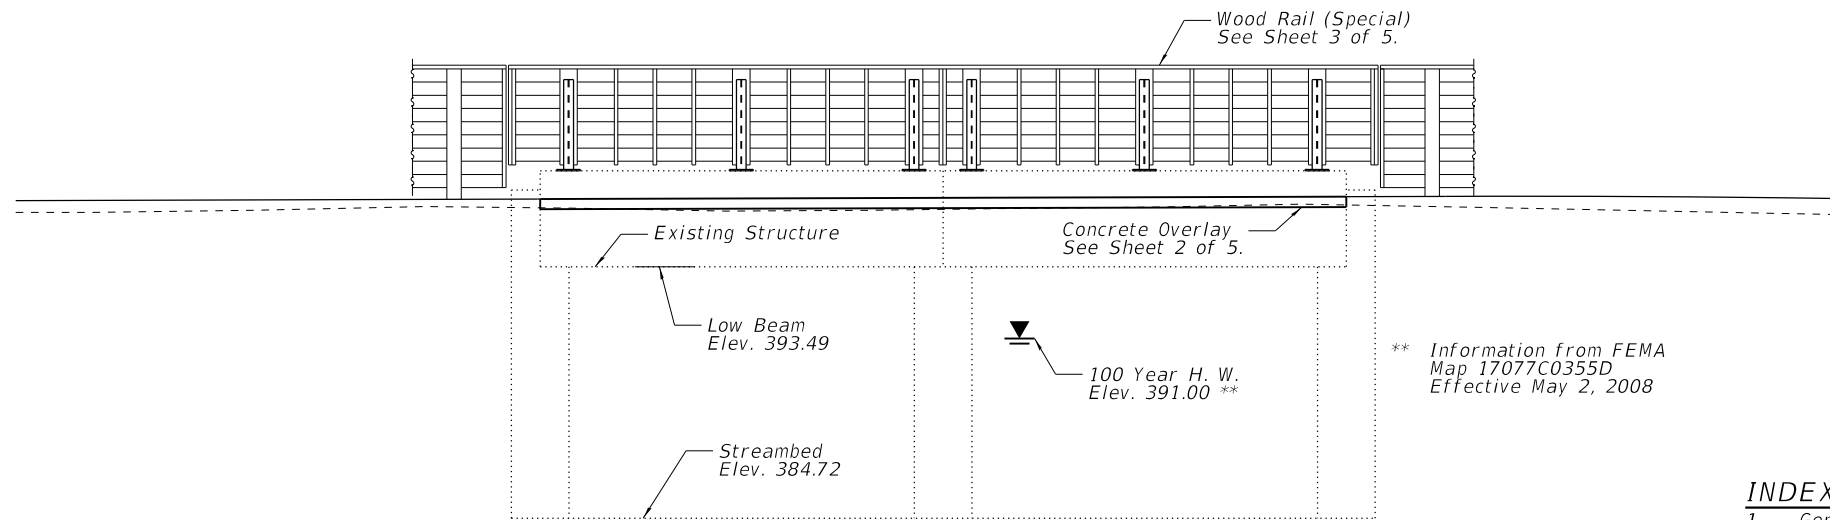 Wood Rail (Special)
See Sheet 3 of 5.
Existing Structure
Concrete Overlay
See Sheet 2 of 5.
Low Beam
Elev. 393.49
100 Year H. W.
Elev. 391.00 **
** Information from FEMA
Map 17077C0355D
Effective May 2, 2008
Streambed
Elev. 384.72
INDEX
1